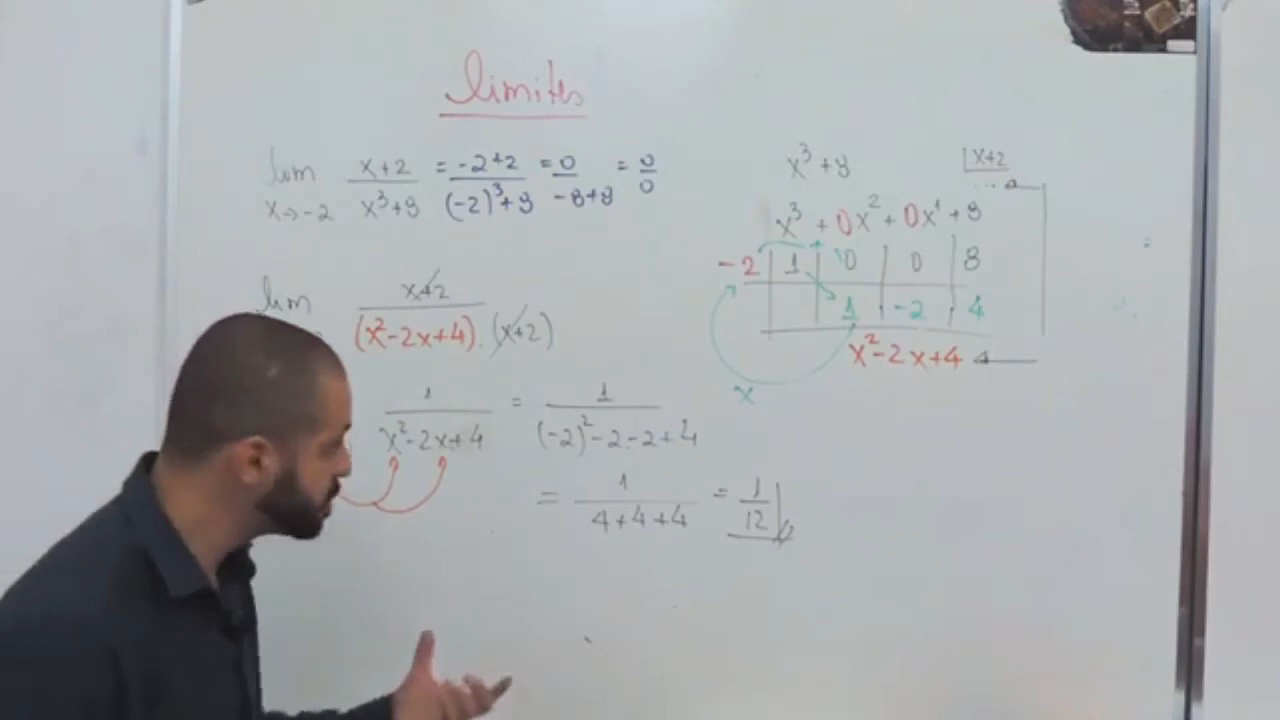 limites
lim x→-2 x+2 / x³+8 = -2+2 / (-2)³+8 = 0 / -8+8 = 0/0
lim x+2 / (x²-2x+4).(x+2)
1 / x²-2x+4 = 1 / (-2)²-2.-2+4
= 1 / 4+4+4 = 1/12
x³+8 |x+2
x³+0x²+0x¹+8
-2 | 1 | 0 | 0 | 8
1 | -2 | 4
x²-2x+4
x